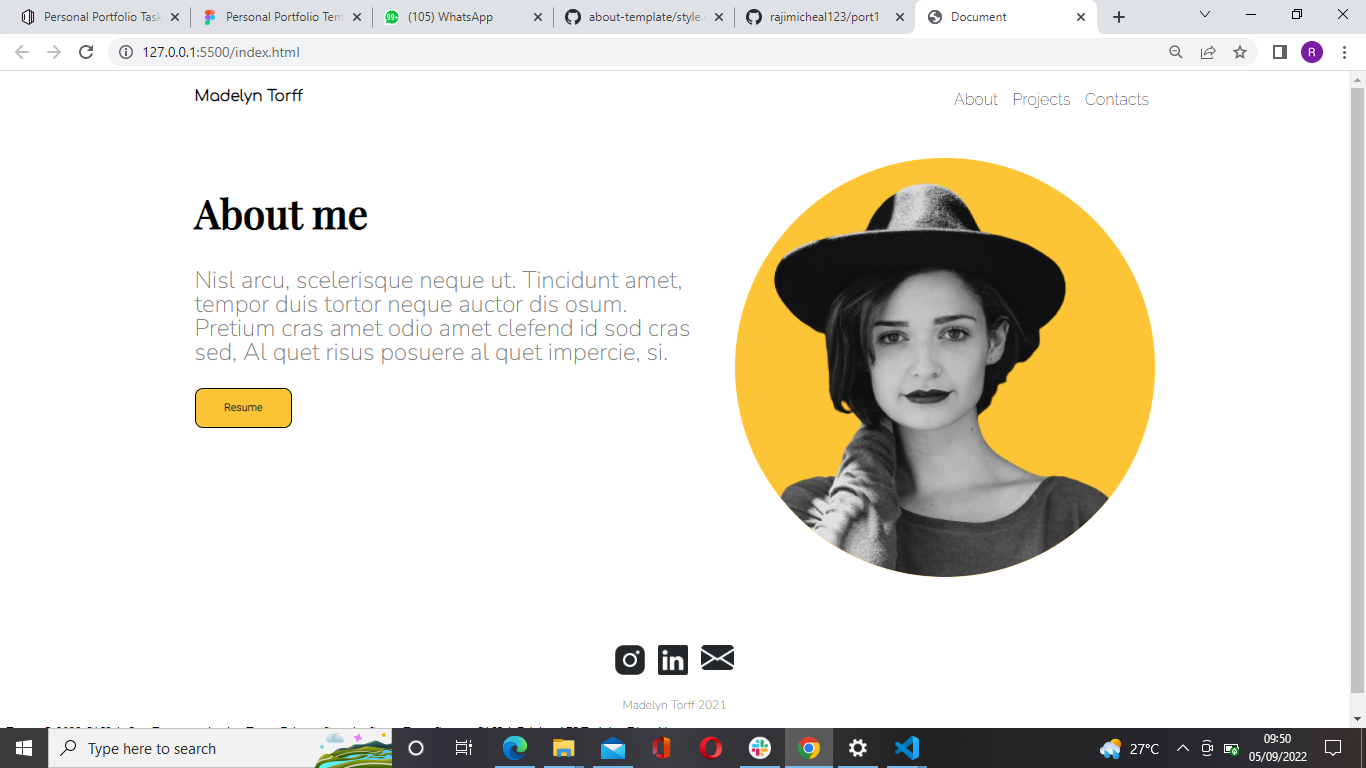 Personal Portfolio Task
Personal Portfolio Tem
99+
(105) WhatsApp
about-template/style.
rajimicheal123/port1
Document
127.0.0.1:5500/index.html
R
Madelyn Torff
About Projects Contacts
About me
Nisl arcu, scelerisque neque ut. Tincidunt amet,
tempor duis tortor neque auctor dis osum.
Pretium cras amet odio amet clefend id sod cras
sed, Al quet risus posuere al quet impercie, si.
Resume
in
Madelyn Torff 2021
Type here to search
27°C
09:50
05/09/2022